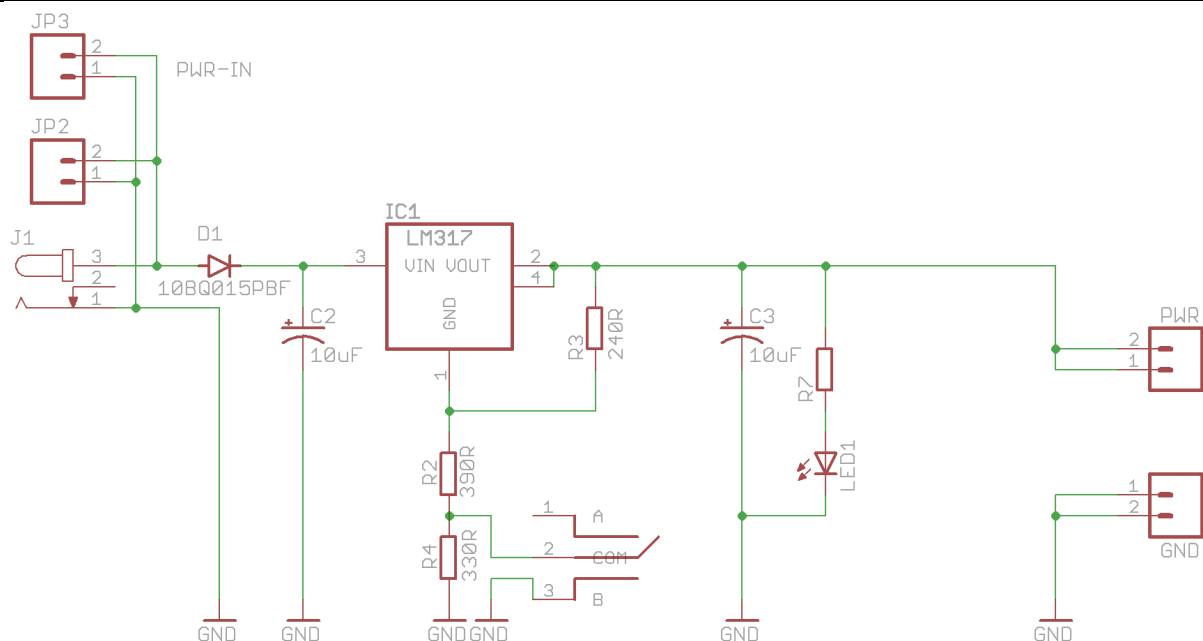 JP3
2
1
PWR-IN
JP2
2
1
J1
3
2
1
D1
10BQ015PBF
C2
10uF
IC1
LM317
VIN VOUT
GND
3
2
4
1
R3
240R
C3
10uF
R7
LED1
PWR
2
1
R2
390R
R4
330R
1
A
2
COM
3
B
1
2
GND
GND
GND
GND
GND
GND
GND